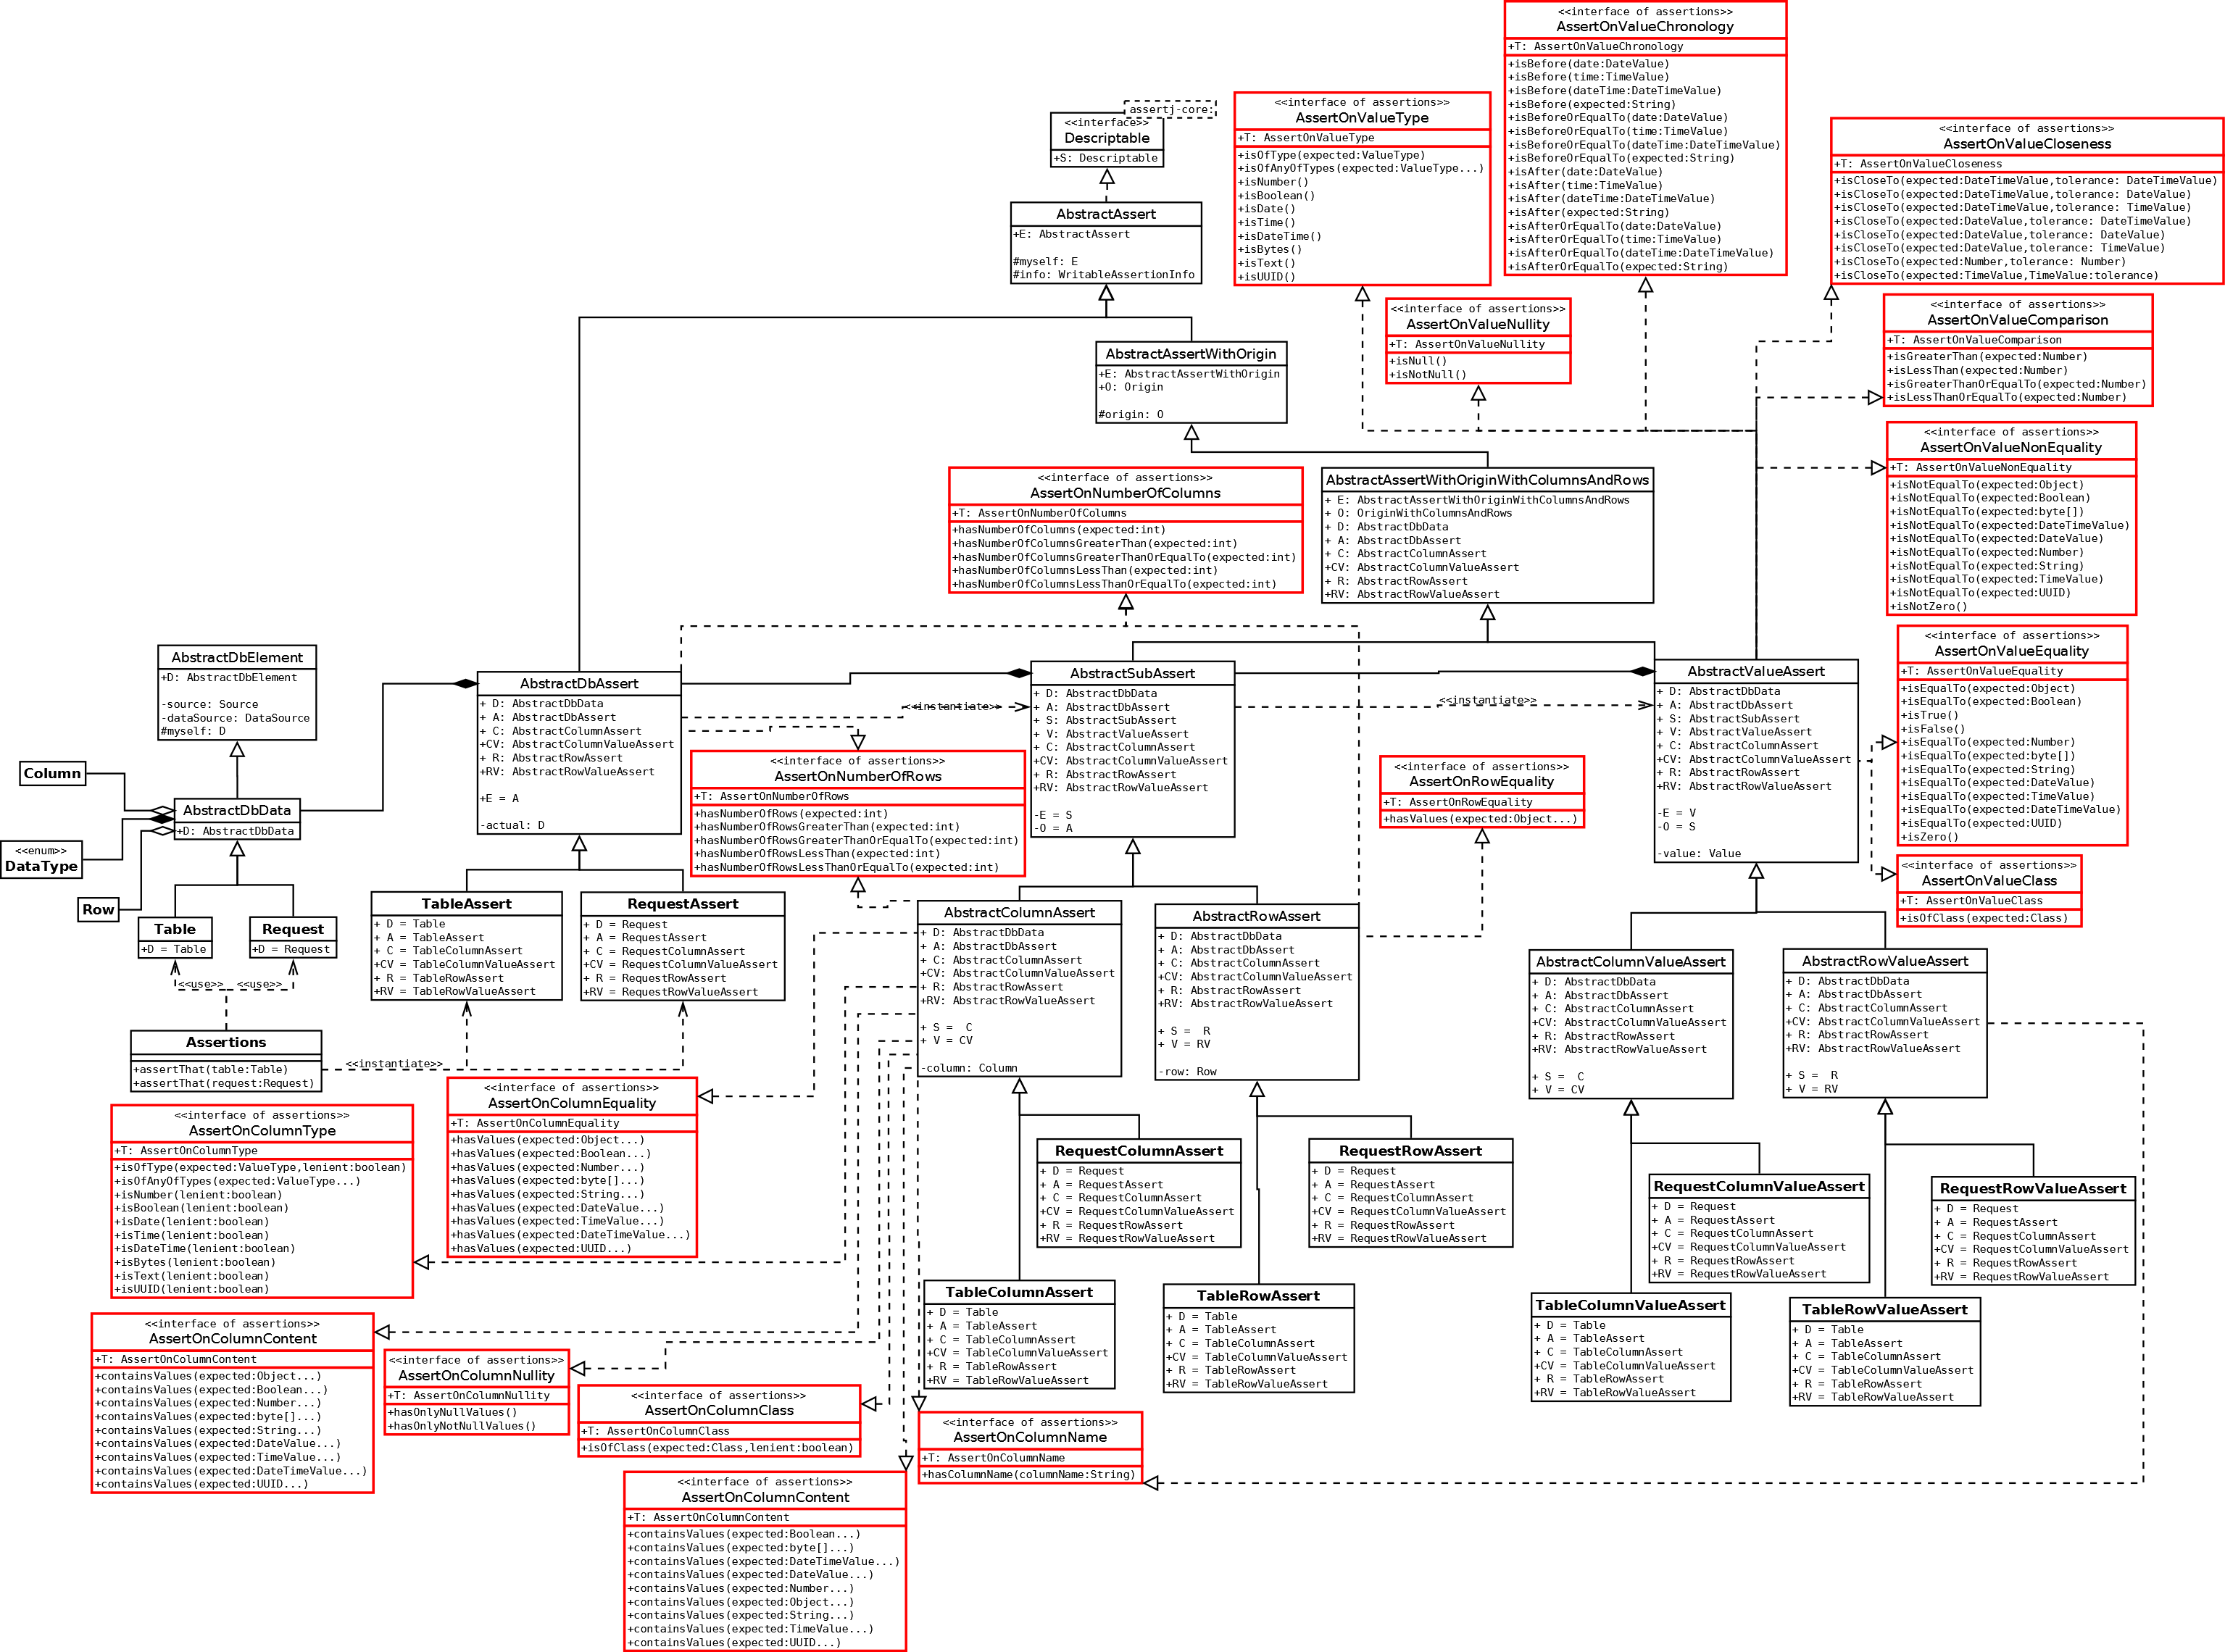 <<interface of assertions>>
AssertOnValueChronology
+T: AssertOnValueChronology
+isBefore(date:DateValue)
+isBefore(time:TimeValue)
+isBefore(dateTime:DateTimeValue)
+isBefore(expected:String)
+isBeforeOrEqualTo(date:DateValue)
+isBeforeOrEqualTo(time:TimeValue)
+isBeforeOrEqualTo(dateTime:DateTimeValue)
+isBeforeOrEqualTo(expected:String)
+isAfter(date:DateValue)
+isAfter(time:TimeValue)
+isAfter(dateTime:DateTimeValue)
+isAfter(expected:String)
+isAfterOrEqualTo(date:DateValue)
+isAfterOrEqualTo(time:TimeValue)
+isAfterOrEqualTo(dateTime:DateTimeValue)
+isAfterOrEqualTo(expected:String)
<<interface of assertions>>
AssertOnValueType
+T: AssertOnValueType
+isOfType(expected:ValueType)
+isOfAnyOfTypes(expected:ValueType...)
+isNumber()
+isBoolean()
+isDate()
+isTime()
+isDateTime()
+isBytes()
+isText()
+isUUID()
assertj-core:
<<interface>>
Descriptable
+S: Descriptable
<<interface of assertions>>
AssertOnValueCloseness
+T: AssertOnValueCloseness
+isCloseTo(expected:DateTimeValue,tolerance: DateTimeValue)
+isCloseTo(expected:DateTimeValue,tolerance: DateValue)
+isCloseTo(expected:DateTimeValue,tolerance: TimeValue)
+isCloseTo(expected:DateValue,tolerance: DateTimeValue)
+isCloseTo(expected:DateValue,tolerance: DateValue)
+isCloseTo(expected:DateValue,tolerance: TimeValue)
+isCloseTo(expected:Number,tolerance: Number)
+isCloseTo(expected:TimeValue,TimeValue:tolerance)
AbstractAssert
+E: AbstractAssert
#myself: E
#info: WritableAssertionInfo
<<interface of assertions>>
AssertOnValueNullity
+T: AssertOnValueNullity
+isNull()
+isNotNull()
<<interface of assertions>>
AssertOnValueComparison
+T: AssertOnValueComparison
+isGreaterThan(expected:Number)
+isLessThan(expected:Number)
+isGreaterThanOrEqualTo(expected:Number)
+isLessThanOrEqualTo(expected:Number)
AbstractAssertWithOrigin
+E: AbstractAssertWithOrigin
+O: Origin
#origin: O
<<interface of assertions>>
AssertOnValueNonEquality
+T: AssertOnValueNonEquality
+isNotEqualTo(expected:Object)
+isNotEqualTo(expected:Boolean)
+isNotEqualTo(expected:byte[])
+isNotEqualTo(expected:DateTimeValue)
+isNotEqualTo(expected:DateValue)
+isNotEqualTo(expected:Number)
+isNotEqualTo(expected:String)
+isNotEqualTo(expected:TimeValue)
+isNotEqualTo(expected:UUID)
+isNotZero()
<<interface of assertions>>
AssertOnNumberOfColumns
+T: AssertOnNumberOfColumns
+hasNumberOfColumns(expected:int)
+hasNumberOfColumnsGreaterThan(expected:int)
+hasNumberOfColumnsGreaterThanOrEqualTo(expected:int)
+hasNumberOfColumnsLessThan(expected:int)
+hasNumberOfColumnsLessThanOrEqualTo(expected:int)
AbstractAssertWithOriginWithColumnsAndRows
+ E: AbstractAssertWithOriginWithColumnsAndRows
+ O: OriginWithColumnsAndRows
+ D: AbstractDbData
+ A: AbstractDbAssert
+ C: AbstractColumnAssert
+CV: AbstractColumnValueAssert
+ R: AbstractRowAssert
+RV: AbstractRowValueAssert
<<interface of assertions>>
AssertOnValueEquality
+T: AssertOnValueEquality
+isEqualTo(expected:Object)
+isEqualTo(expected:Boolean)
+isTrue()
+isFalse()
+isEqualTo(expected:Number)
+isEqualTo(expected:byte[])
+isEqualTo(expected:String)
+isEqualTo(expected:DateValue)
+isEqualTo(expected:TimeValue)
+isEqualTo(expected:DateTimeValue)
+isEqualTo(expected:UUID)
+isZero()
AbstractDbElement
+D: AbstractDbElement
-source: Source
-dataSource: DataSource
#myself: D
AbstractDbAssert
+ D: AbstractDbData
+ A: AbstractDbAssert
+ C: AbstractColumnAssert
+CV: AbstractColumnValueAssert
+ R: AbstractRowAssert
+RV: AbstractRowValueAssert
+E = A
-actual: D
<<instantiate>>
AbstractSubAssert
+ D: AbstractDbData
+ A: AbstractDbAssert
+ S: AbstractSubAssert
+ V: AbstractValueAssert
+ C: AbstractColumnAssert
+CV: AbstractColumnValueAssert
+ R: AbstractRowAssert
+RV: AbstractRowValueAssert
-E = S
-O = A
<<instantiate>>
AbstractValueAssert
+ D: AbstractDbData
+ A: AbstractDbAssert
+ S: AbstractSubAssert
+ V: AbstractValueAssert
+ C: AbstractColumnAssert
+CV: AbstractColumnValueAssert
+ R: AbstractRowAssert
+RV: AbstractRowValueAssert
-E = V
-O = S
-value: Value
<<interface of assertions>>
AssertOnNumberOfRows
+T: AssertOnNumberOfRows
+hasNumberOfRows(expected:int)
+hasNumberOfRowsGreaterThan(expected:int)
+hasNumberOfRowsGreaterThanOrEqualTo(expected:int)
+hasNumberOfRowsLessThan(expected:int)
+hasNumberOfRowsLessThanOrEqualTo(expected:int)
<<interface of assertions>>
AssertOnRowEquality
+T: AssertOnRowEquality
+hasValues(expected:Object...)
Column
AbstractDbData
+D: AbstractDbData
<<enum>>
DataType
Row
<<interface of assertions>>
AssertOnValueClass
+T: AssertOnValueClass
+isOfClass(expected:Class)
Table
+D = Table
Request
+D = Request
<<use>>
<<use>>
TableAssert
+ D = Table
+ A = TableAssert
+ C = TableColumnAssert
+CV = TableColumnValueAssert
+ R = TableRowAssert
+RV = TableRowValueAssert
RequestAssert
+ D = Request
+ A = RequestAssert
+ C = RequestColumnAssert
+CV = RequestColumnValueAssert
+ R = RequestRowAssert
+RV = RequestRowValueAssert
AbstractColumnAssert
+ D: AbstractDbData
+ A: AbstractDbAssert
+ C: AbstractColumnAssert
+CV: AbstractColumnValueAssert
+ R: AbstractRowAssert
+RV: AbstractRowValueAssert
+ S =  C
+ V = CV
-column: Column
AbstractRowAssert
+ D: AbstractDbData
+ A: AbstractDbAssert
+ C: AbstractColumnAssert
+CV: AbstractColumnValueAssert
+ R: AbstractRowAssert
+RV: AbstractRowValueAssert
+ S =  R
+ V = RV
-row: Row
AbstractColumnValueAssert
+ D: AbstractDbData
+ A: AbstractDbAssert
+ C: AbstractColumnAssert
+CV: AbstractColumnValueAssert
+ R: AbstractRowAssert
+RV: AbstractRowValueAssert
+ S =  C
+ V = CV
AbstractRowValueAssert
+ D: AbstractDbData
+ A: AbstractDbAssert
+ C: AbstractColumnAssert
+CV: AbstractColumnValueAssert
+ R: AbstractRowAssert
+RV: AbstractRowValueAssert
+ S =  R
+ V = RV
Assertions
+assertThat(table:Table)
+assertThat(request:Request)
<<instantiate>>
<<interface of assertions>>
AssertOnColumnType
+T: AssertOnColumnType
+isOfType(expected:ValueType,lenient:boolean)
+isOfAnyOfTypes(expected:ValueType...)
+isNumber(lenient:boolean)
+isBoolean(lenient:boolean)
+isDate(lenient:boolean)
+isTime(lenient:boolean)
+isDateTime(lenient:boolean)
+isBytes(lenient:boolean)
+isText(lenient:boolean)
+isUUID(lenient:boolean)
<<interface of assertions>>
AssertOnColumnEquality
+T: AssertOnColumnEquality
+hasValues(expected:Object...)
+hasValues(expected:Boolean...)
+hasValues(expected:Number...)
+hasValues(expected:byte[]...)
+hasValues(expected:String...)
+hasValues(expected:DateValue...)
+hasValues(expected:TimeValue...)
+hasValues(expected:DateTimeValue...)
+hasValues(expected:UUID...)
RequestColumnAssert
+ D = Request
+ A = RequestAssert
+ C = RequestColumnAssert
+CV = RequestColumnValueAssert
+ R = RequestRowAssert
+RV = RequestRowValueAssert
RequestRowAssert
+ D = Request
+ A = RequestAssert
+ C = RequestColumnAssert
+CV = RequestColumnValueAssert
+ R = RequestRowAssert
+RV = RequestRowValueAssert
RequestColumnValueAssert
+ D = Request
+ A = RequestAssert
+ C = RequestColumnAssert
+CV = RequestColumnValueAssert
+ R = RequestRowAssert
+RV = RequestRowValueAssert
RequestRowValueAssert
+ D = Request
+ A = RequestAssert
+ C = RequestColumnAssert
+CV = RequestColumnValueAssert
+ R = RequestRowAssert
+RV = RequestRowValueAssert
TableColumnAssert
+ D = Table
+ A = TableAssert
+ C = TableColumnAssert
+CV = TableColumnValueAssert
+ R = TableRowAssert
+RV = TableRowValueAssert
TableRowAssert
+ D = Table
+ A = TableAssert
+ C = TableColumnAssert
+CV = TableColumnValueAssert
+ R = TableRowAssert
+RV = TableRowValueAssert
TableColumnValueAssert
+ D = Table
+ A = TableAssert
+ C = TableColumnAssert
+CV = TableColumnValueAssert
+ R = TableRowAssert
+RV = TableRowValueAssert
TableRowValueAssert
+ D = Table
+ A = TableAssert
+ C = TableColumnAssert
+CV = TableColumnValueAssert
+ R = TableRowAssert
+RV = TableRowValueAssert
<<interface of assertions>>
AssertOnColumnContent
+T: AssertOnColumnContent
+containsValues(expected:Object...)
+containsValues(expected:Boolean...)
+containsValues(expected:Number...)
+containsValues(expected:byte[]...)
+containsValues(expected:String...)
+containsValues(expected:DateValue...)
+containsValues(expected:TimeValue...)
+containsValues(expected:DateTimeValue...)
+containsValues(expected:UUID...)
<<interface of assertions>>
AssertOnColumnNullity
+T: AssertOnColumnNullity
+hasOnlyNullValues()
+hasOnlyNotNullValues()
<<interface of assertions>>
AssertOnColumnClass
+T: AssertOnColumnClass
+isOfClass(expected:Class,lenient:boolean)
<<interface of assertions>>
AssertOnColumnName
+T: AssertOnColumnName
+hasColumnName(columnName:String)
<<interface of assertions>>
AssertOnColumnContent
+T: AssertOnColumnContent
+containsValues(expected:Boolean...)
+containsValues(expected:byte[]...)
+containsValues(expected:DateTimeValue...)
+containsValues(expected:DateValue...)
+containsValues(expected:Number...)
+containsValues(expected:Object...)
+containsValues(expected:String...)
+containsValues(expected:TimeValue...)
+containsValues(expected:UUID...)